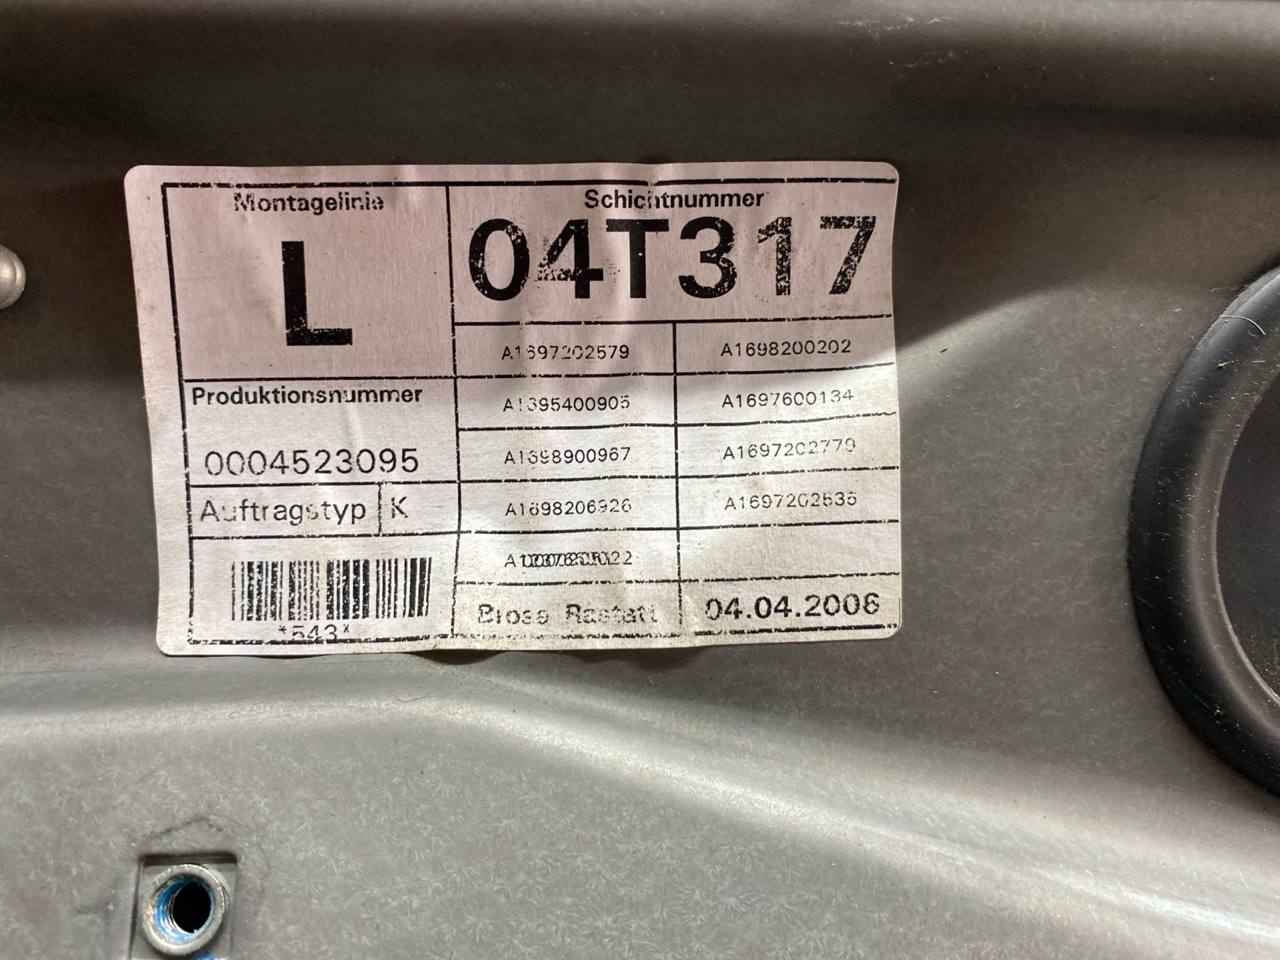 Montagelinie
L
Schichtnummer
04T317
A1697202579
A1698200202
A1695400905
A1697600134
Produktionsnummer
0004523095
A1698900967
A1697202779
Auftragstyp K
A1698206926
A1697202535
*543*
Brose Rastatt
04.04.2006